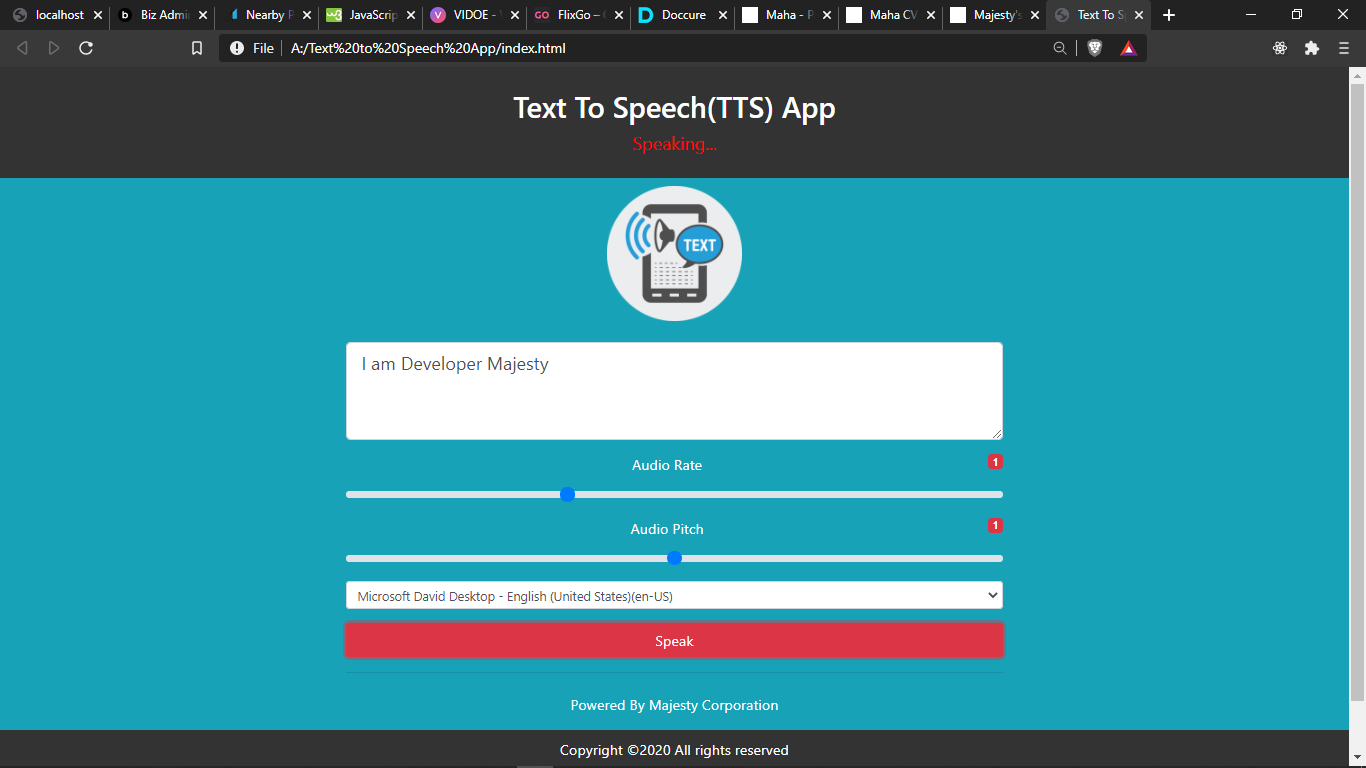 localhost
Biz Admi
Nearby P
JavaScrip
VIDOE -
GO FlixGo –
Doccure
Maha - P
Maha CV
Majesty's
Text To S
File A:/Text%20to%20Speech%20App/index.html
Text To Speech(TTS) App
Speaking...
TEXT
I am Developer Majesty
Audio Rate 1
Audio Pitch 1
Microsoft David Desktop - English (United States)(en-US)
Speak
Powered By Majesty Corporation
Copyright ©2020 All rights reserved